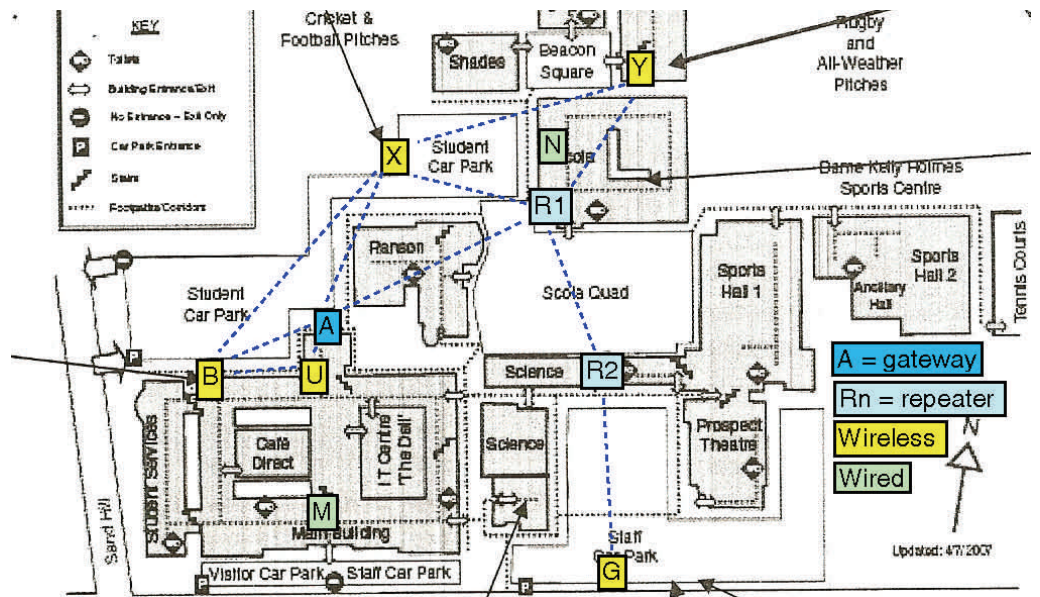 KEY
Toilets
Building Entrance/Exit
No Entrance – Exit Only
P Car Park Entrance
Stairs
Footpaths/Corridors
Cricket &
Football Pitches
Shades
Beacon
Square
Y
Rugby
and
All-Weather
Pitches
X
Student
Car Park
N
R1
Dame Kelly Holmes
Sports Centre
Ranson
Scola Quad
Sports
Hall 1
Ancillary
Hall
Sports
Hall 2
Tennis Courts
Student
Car Park
A
P
B
U
Science
R2
A = gateway
Rn = repeater
Wireless
Wired
N
Student Services
Café
Direct
IT Centre
'The Dell'
Science
Prospect
Theatre
M
Main Building
Sand Hill
Staff
Car Park
G
Updated: 4/7/2007
P
Visitor Car Park
Staff Car Park
P